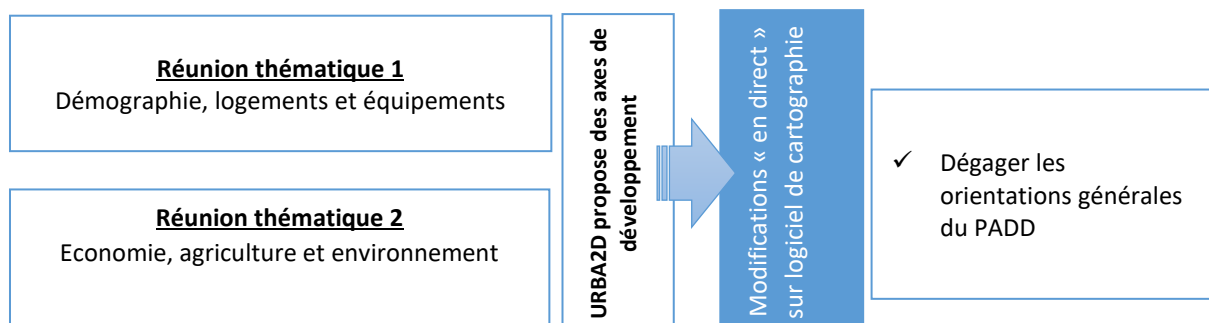 Réunion thématique 1
Démographie, logements et équipements
Réunion thématique 2
Economie, agriculture et environnement
URBA2D propose des axes de
développement
Modifications « en direct »
sur logiciel de cartographie
✓ Dégager les
orientations générales
du PADD